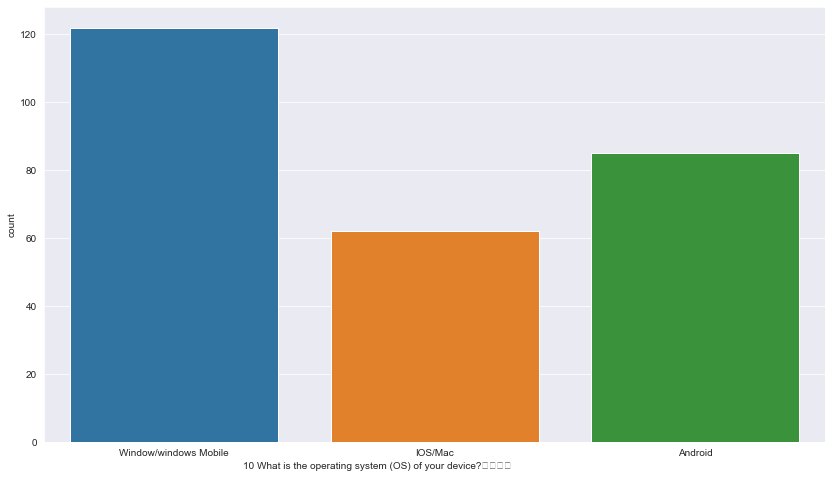 120
100
80
60
40
20
0
count
Window/windows Mobile
IOS/Mac
Android
10 What is the operating system (OS) of your device?